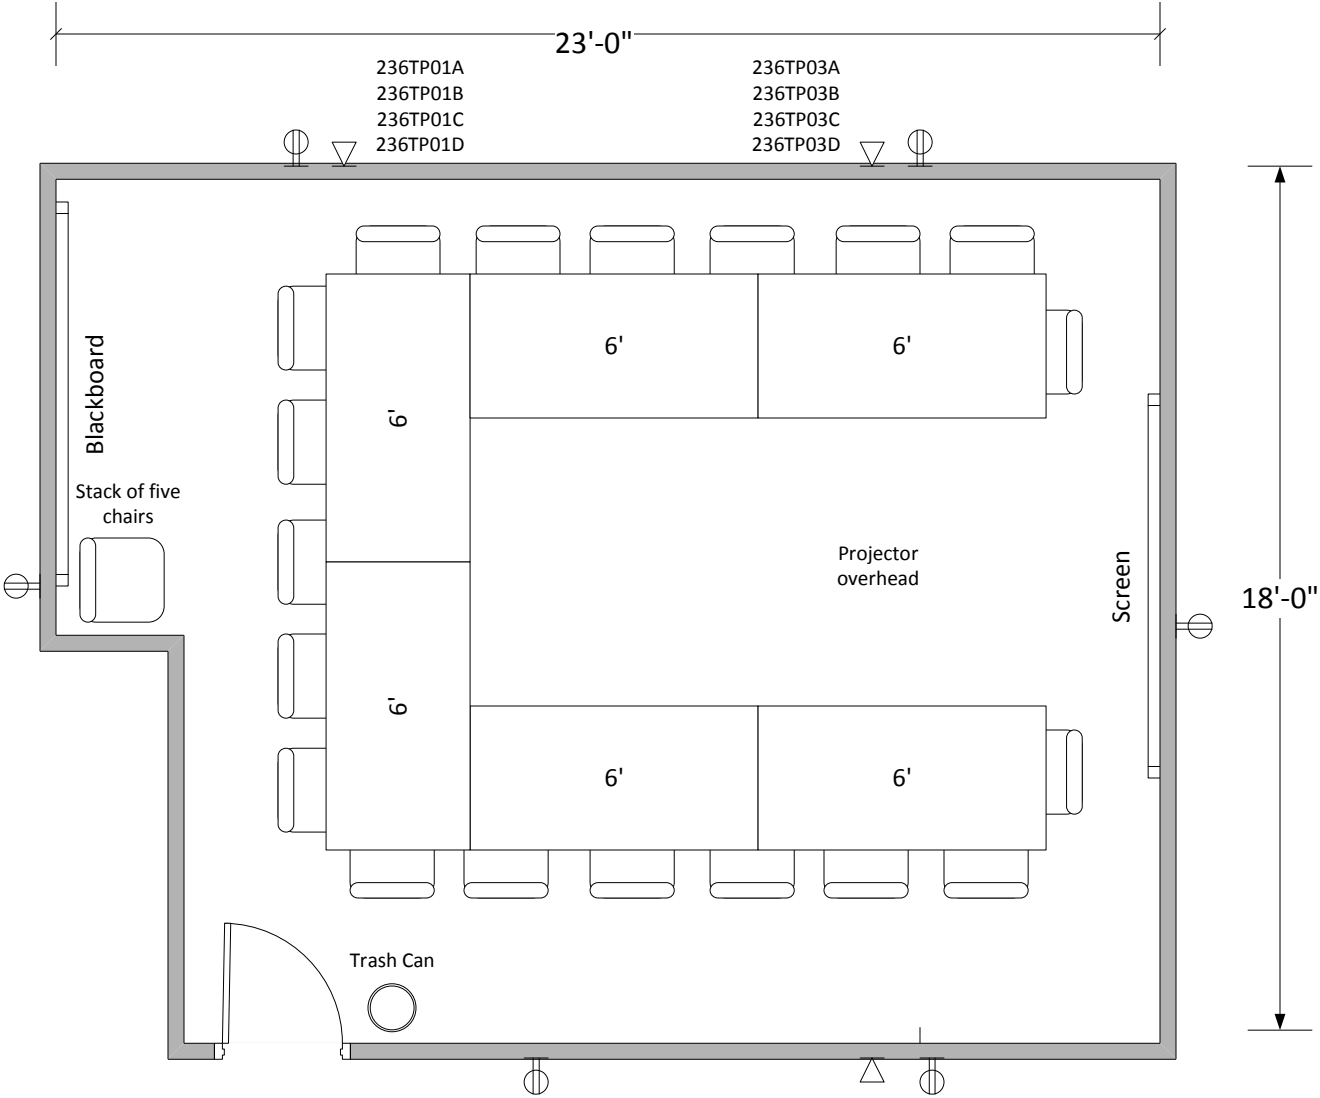 23'-0"
236TP01A
236TP01B
236TP01C
236TP01D
236TP03A
236TP03B
236TP03C
236TP03D
Blackboard
Stack of five
chairs
6'
6'
6'
6'
6'
6'
Projector
overhead
Screen
18'-0"
Trash Can